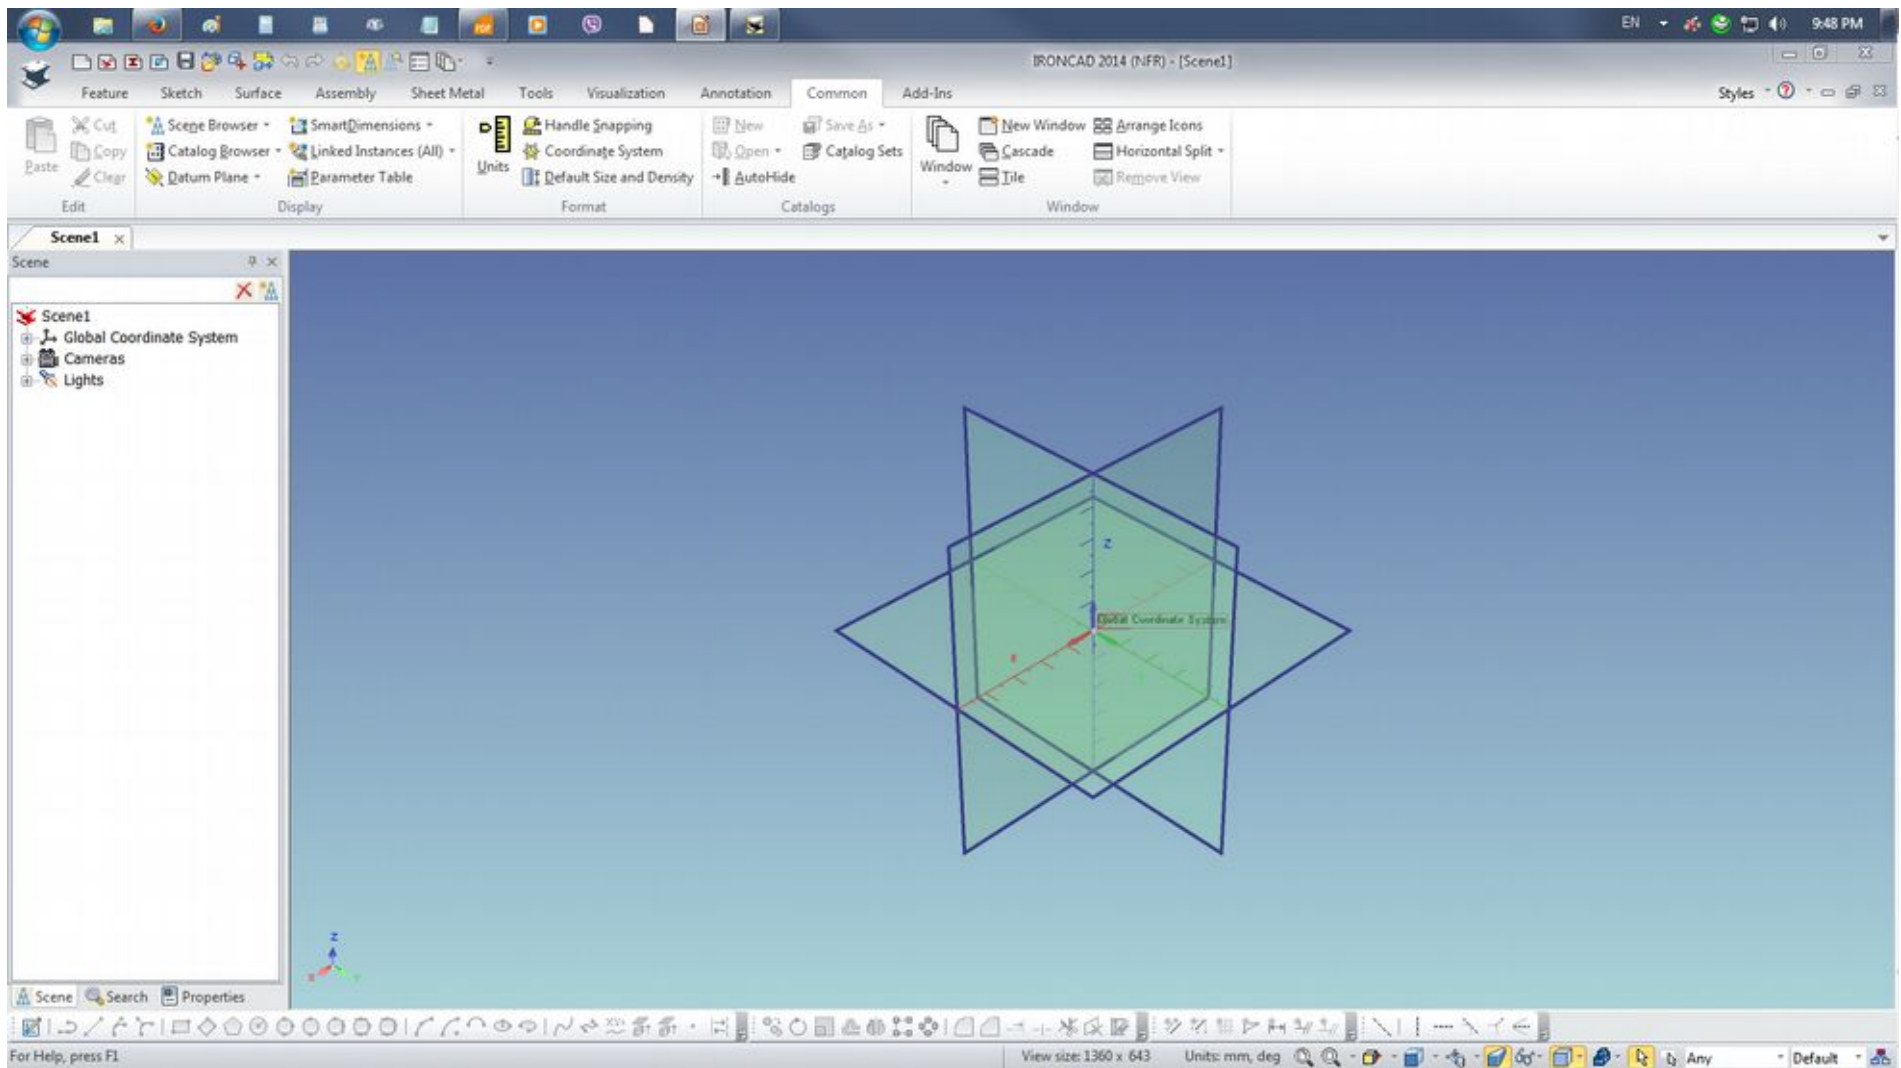 EN 9:48 PM
IRONCAD 2014 (NFR) - [Scene1]
Feature Sketch Surface Assembly Sheet Metal Tools Visualization Annotation Common Add-Ins Styles
Cut Scene Browser SmartDimensions Handle Snapping New Save As New Window Arrange Icons
Copy Catalog Browser Linked Instances (All) Coordinate System Open Catalog Sets Cascade Horizontal Split
Paste Units Window
Clear Datum Plane Parameter Table Default Size and Density AutoHide Tile Remove View
Edit Display Format Catalogs Window
Scene1
Scene
Scene1
Global Coordinate System
Cameras
Lights
Z
Global Coordinate System
X
Z
X Y
Scene Search Properties
For Help, press F1 View size: 1360 x 643 Units: mm, deg Any Default